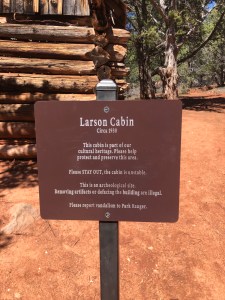 Larson Cabin
Circa 1930
This cabin is part of our
cultural heritage. Please help
protect and preserve this area.
Please STAY OUT, the cabin is unstable.
This is an archeological site.
Removing artifacts or defacing the building are illegal.
Please report vandalism to Park Ranger.